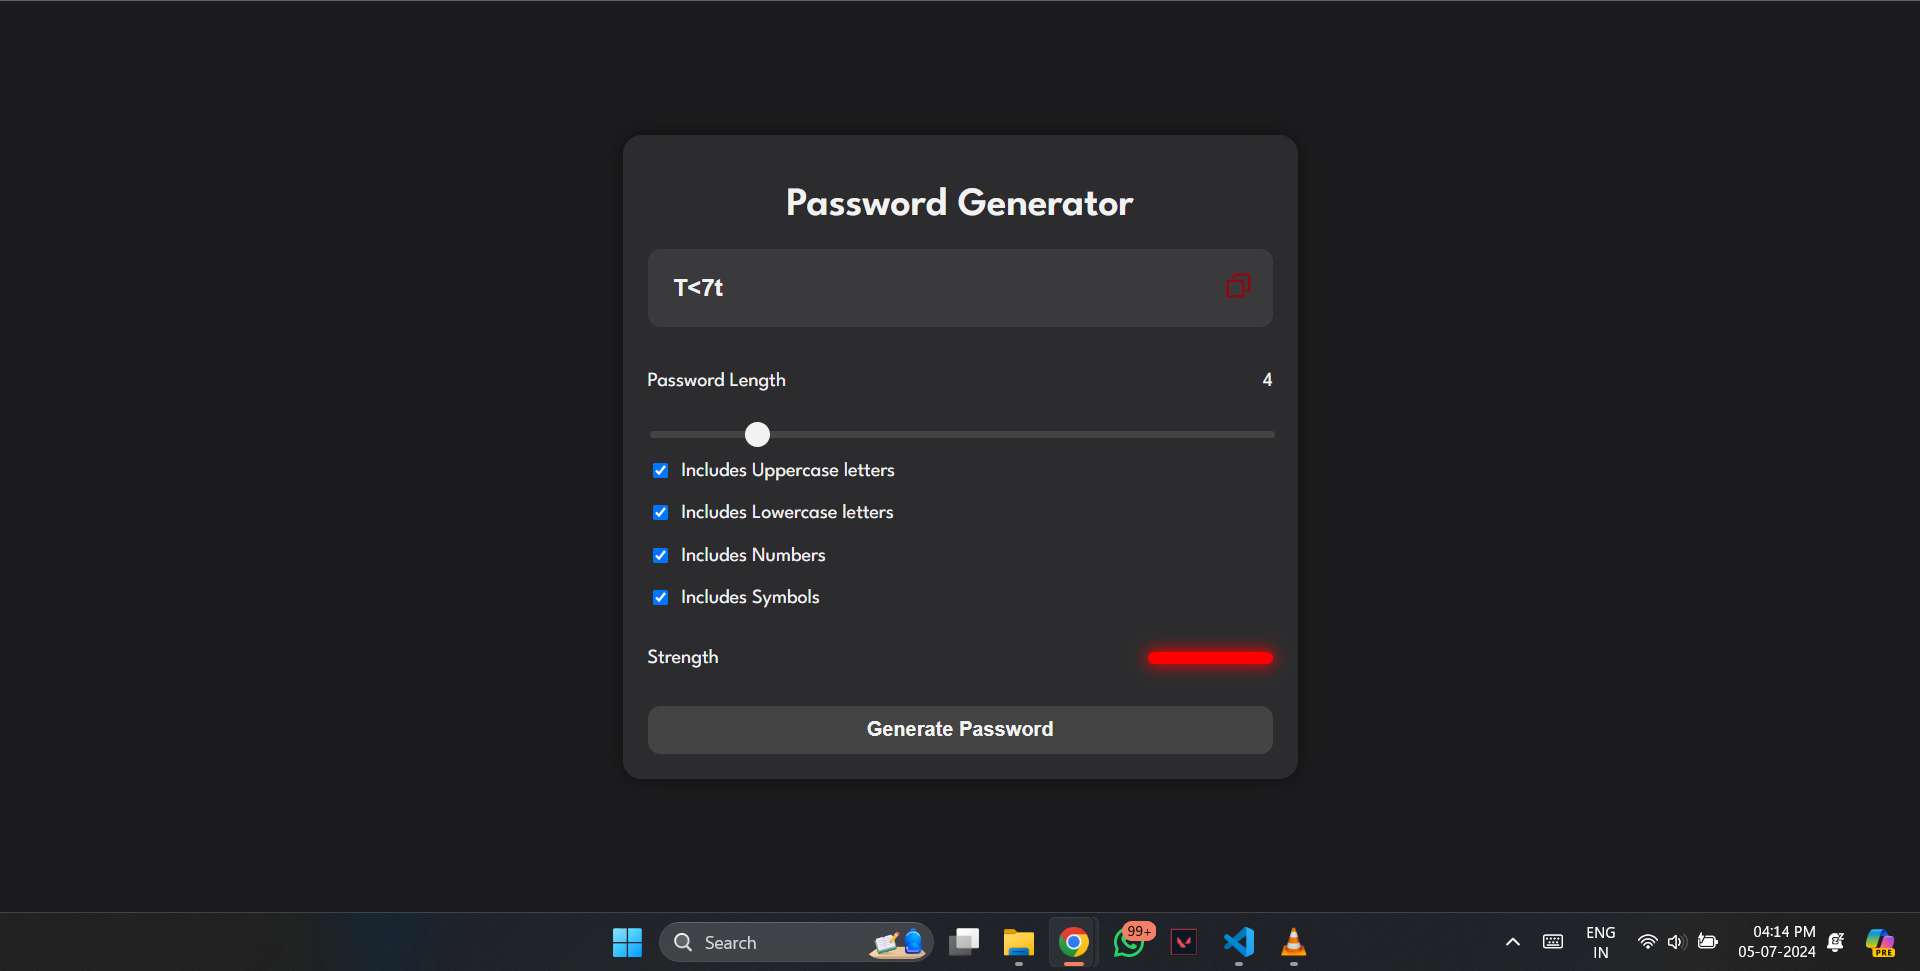 Password Generator
T<7t
Password Length 4
Includes Uppercase letters
Includes Lowercase letters
Includes Numbers
Includes Symbols
Strength
Generate Password
Search
99+
ENG
IN
04:14 PM
05-07-2024
PRE